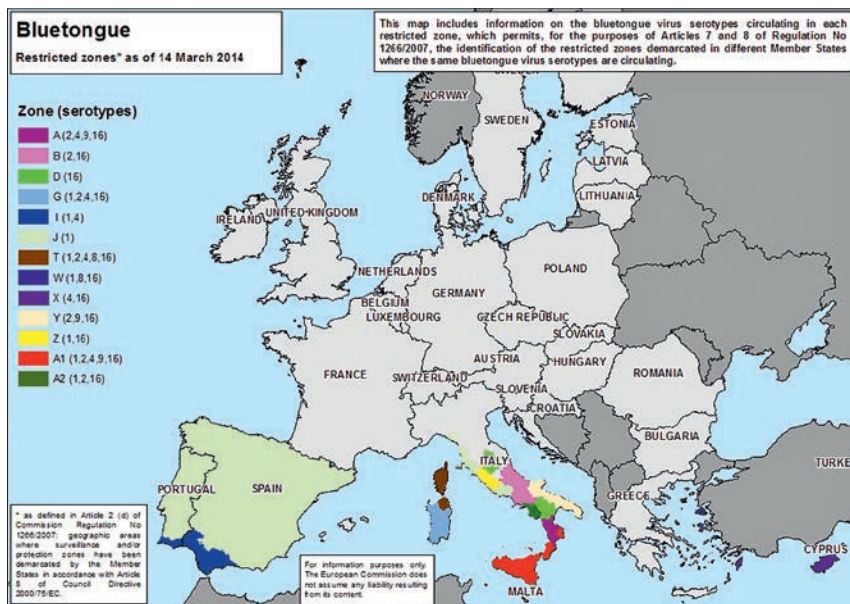 Bluetongue
Restricted zones* as of 14 March 2014
This map includes information on the bluetongue virus serotypes circulating in each
restricted zone, which permits, for the purposes of Articles 7 and 8 of Regulation No
1266/2007, the identification of the restricted zones demarcated in different Member States
where the same bluetongue virus serotypes are circulating.
Zone (serotypes)
A (2,4,9,16)
B (2,16)
D (16)
G (1,2,4,16)
I (1,4)
J (1)
T (1,2,4,8,16)
W (1,8,16)
X (4,16)
Y (2,9,16)
Z (1,16)
A1 (1,2,4,9,16)
A2 (1,2,16)
NORWAY
SWEDEN
ESTONIA
LATVIA
LITHUANIA
DENMARK
IRELAND
UNITED KINGDOM
NETHERLANDS
POLAND
GERMANY
BELGIUM
LUXEMBOURG
CZECH REPUBLIC
SLOVAKIA
AUSTRIA
HUNGARY
FRANCE
SWITZERLAND
ROMANIA
SLOVENIA
CROATIA
BULGARIA
ITALY
TURKE
PORTUGAL
SPAIN
GREECE
CYPRUS
MALTA
* as defined in Article 2 (d) of
Commission Regulation No
1266/2007: geographic areas
where surveillance and/or
protection zones have been
demarcated by the Member
States in accordance with Article
8 of Council Directive
2000/75/EC.
For information purposes only.
The European Commission does
not assume any liability resulting
from its content.